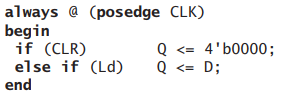 always @ (posedge CLK)
begin
if (CLR) Q <= 4'b0000;
else if (Ld) Q <= D;
end